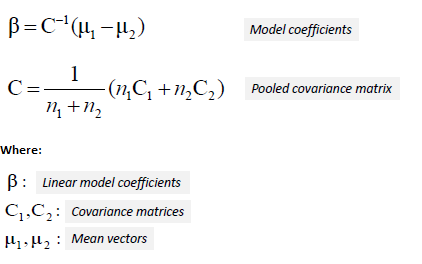 β = C⁻¹(μ₁ − μ₂) Model coefficients
C = 1/(n₁ + n₂) (n₁C₁ + n₂C₂) Pooled covariance matrix
Where:
β : Linear model coefficients
C₁,C₂ : Covariance matrices
μ₁,μ₂ : Mean vectors